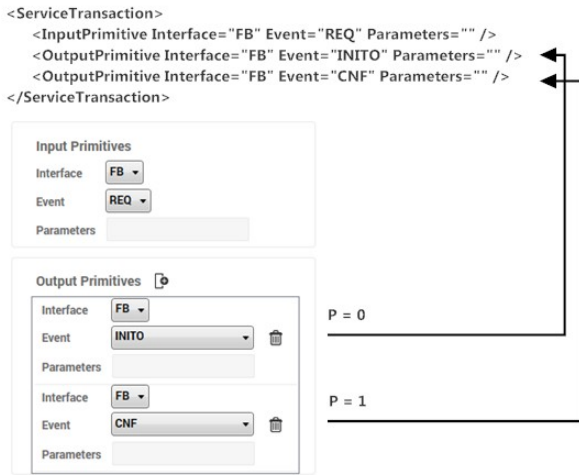 <ServiceTransaction>
<InputPrimitive Interface="FB" Event="REQ" Parameters="" />
<OutputPrimitive Interface="FB" Event="INITO" Parameters="" />
<OutputPrimitive Interface="FB" Event="CNF" Parameters="" />
</ServiceTransaction>
Input Primitives
Interface FB
Event REQ
Parameters
Output Primitives
Interface FB
Event INITO
Parameters
P = 0
Interface FB
Event CNF
Parameters
P = 1